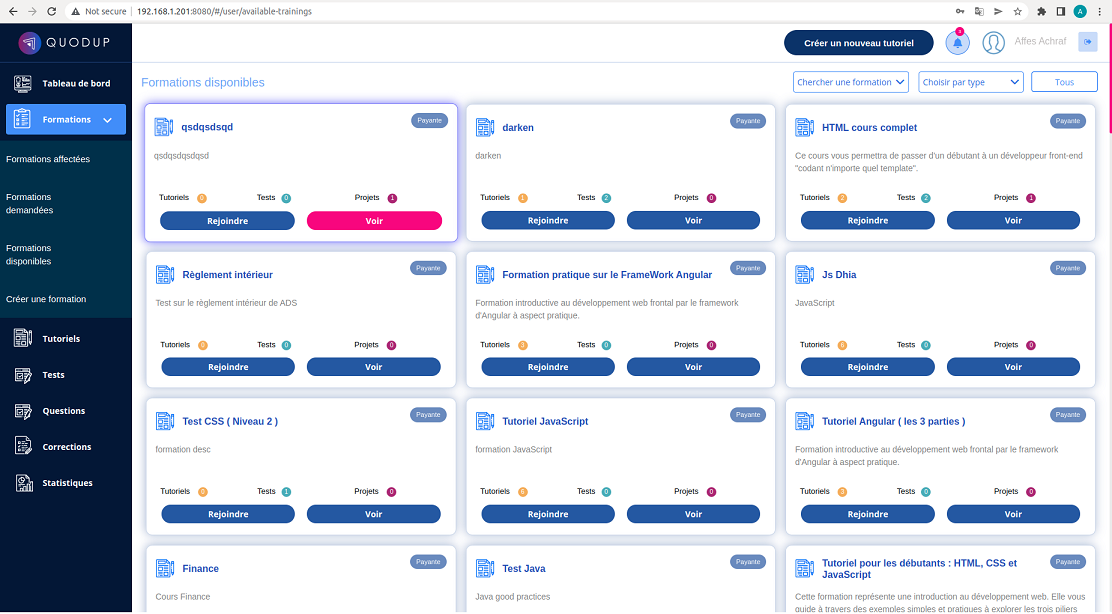 Not secure 192.168.1.201:8080/#/user/available-trainings A
QUODUP
Créer un nouveau tutoriel
Affes Achraf
Tableau de bord
Formations
Formations affectées
Formations
demandées
Formations
disponibles
Créer une formation
Tutoriels
Tests
Questions
Corrections
Statistiques
Formations disponibles
Chercher une formation
Choisir par type
Tous
qsdqsdsqd
Payante
qsdqsdqsdqsd
Tutoriels 0 Tests 0 Projets 1
Rejoindre Voir
darken
Payante
darken
Tutoriels 1 Tests 2 Projets 0
Rejoindre Voir
HTML cours complet
Payante
Ce cours vous permettra de passer d'un débutant à un développeur front-end
"codant n'importe quel template".
Tutoriels 2 Tests 2 Projets 1
Rejoindre Voir
Règlement intérieur
Payante
Test sur le règlement intérieur de ADS
Tutoriels Tests 0 Projets 0
Rejoindre Voir
Formation pratique sur le FrameWork Angular
Payante
Formation introductive au développement web frontal par le framework
d'Angular à aspect pratique.
Tutoriels 3 Tests 0 Projets 0
Rejoindre Voir
Js Dhia
Payante
JavaScript
Tutoriels Tests 0 Projets 0
Rejoindre Voir
Test CSS ( Niveau 2 )
Payante
formation desc
Tutoriels Tests 1 Projets 0
Rejoindre Voir
Tutoriel JavaScript
Payante
formation JavaScript
Tutoriels Tests 0 Projets 0
Rejoindre Voir
Tutoriel Angular ( les 3 parties )
Payante
Formation introductive au développement web frontal par le framework
d'Angular à aspect pratique.
Tutoriels 3 Tests 0 Projets 0
Rejoindre Voir
Finance
Payante
Cours Finance
Test Java
Payante
Java good practices
Tutoriel pour les débutants : HTML, CSS et
JavaScript
Payante
Cette formation représente une introduction au développement web. Elle vous
guide à travers des exemples simples et pratiques à explorer les trois piliers